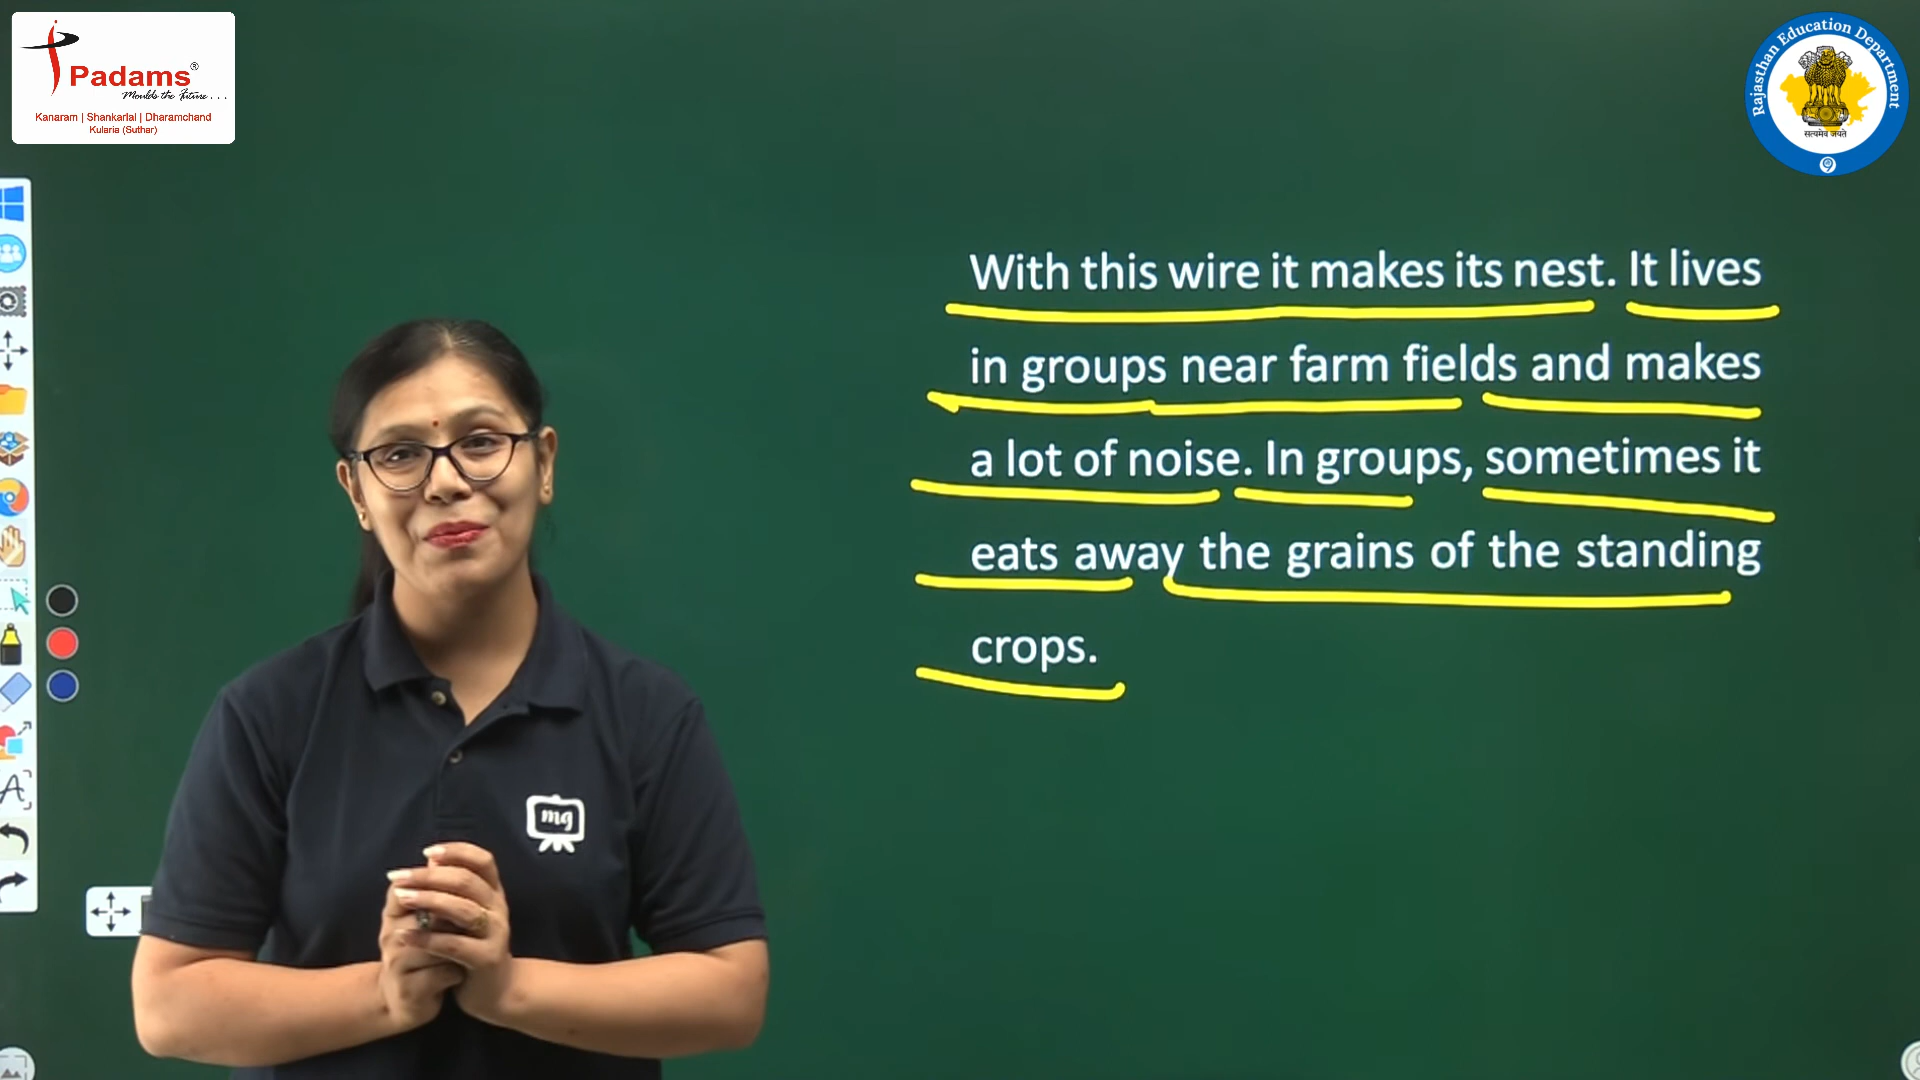 Padams®
Moulds the Future...
Kanaram | Shankarlal | Dharamchand
Kularia (Suthar)
Rajasthan Education Department
सत्यमेव जयते
With this wire it makes its nest. It lives
in groups near farm fields and makes
a lot of noise. In groups, sometimes it
eats away the grains of the standing
crops.
mg
A